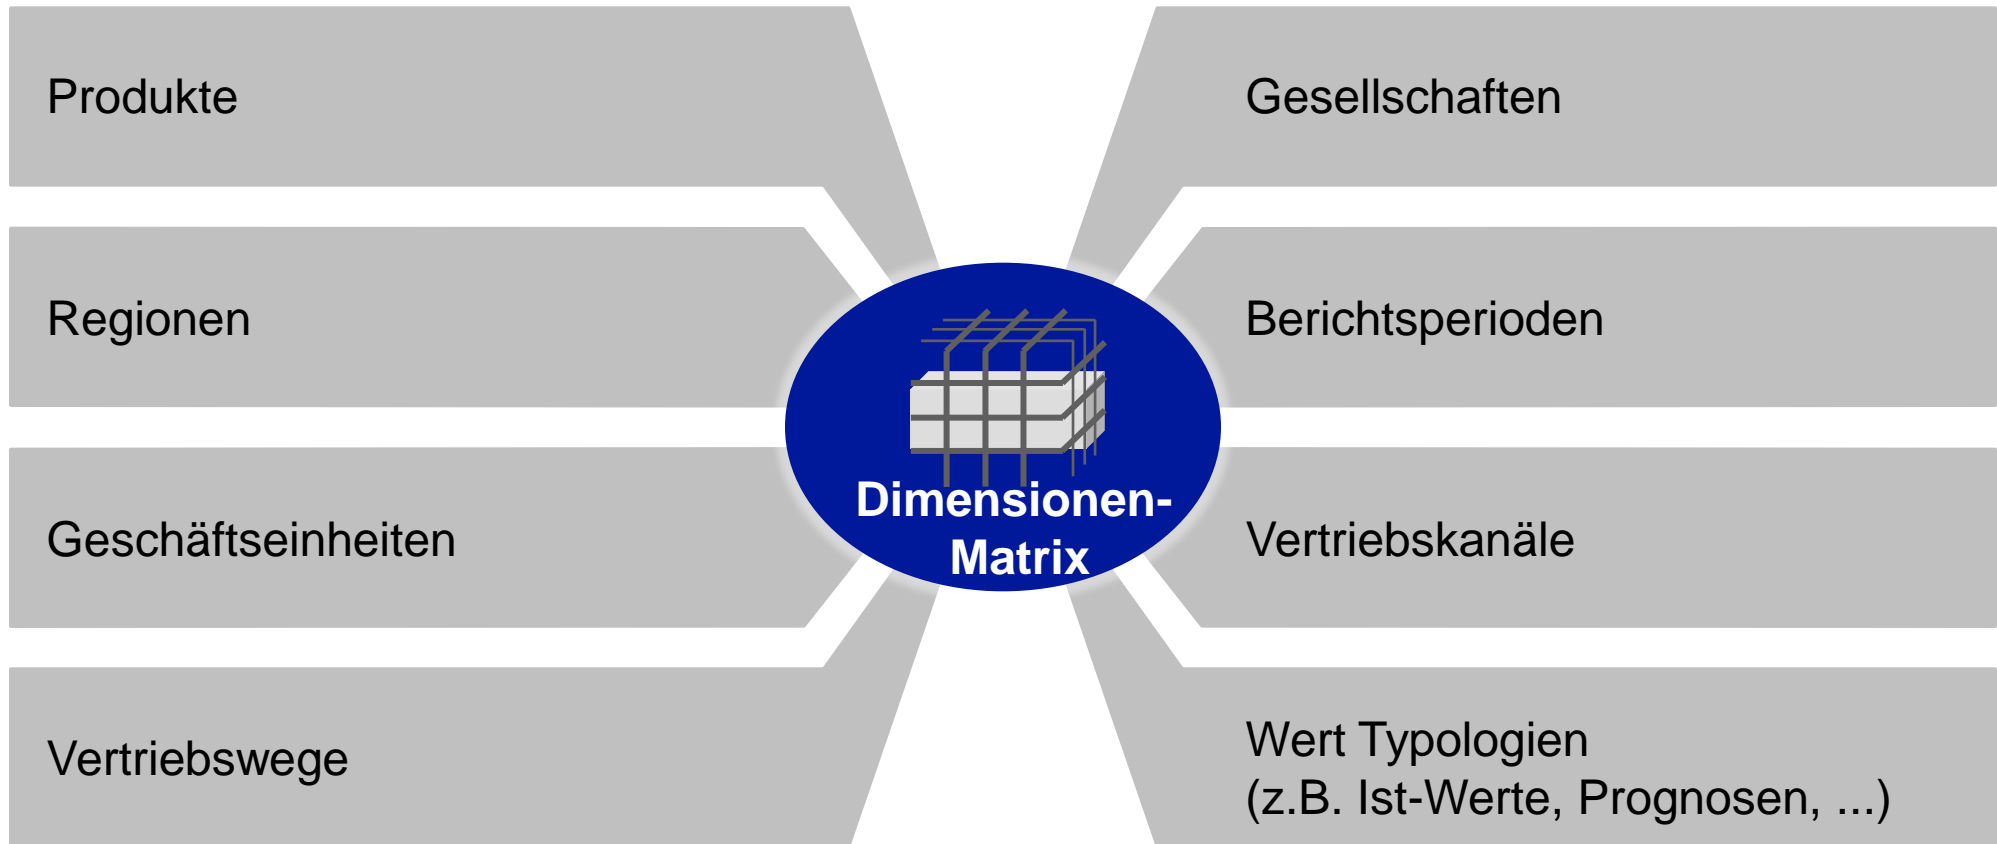 Produkte
Regionen
Geschäftseinheiten
Vertriebswege
Dimensionen-
Matrix
Gesellschaften
Berichtsperioden
Vertriebskanäle
Wert Typologien
(z.B. Ist-Werte, Prognosen, ...)